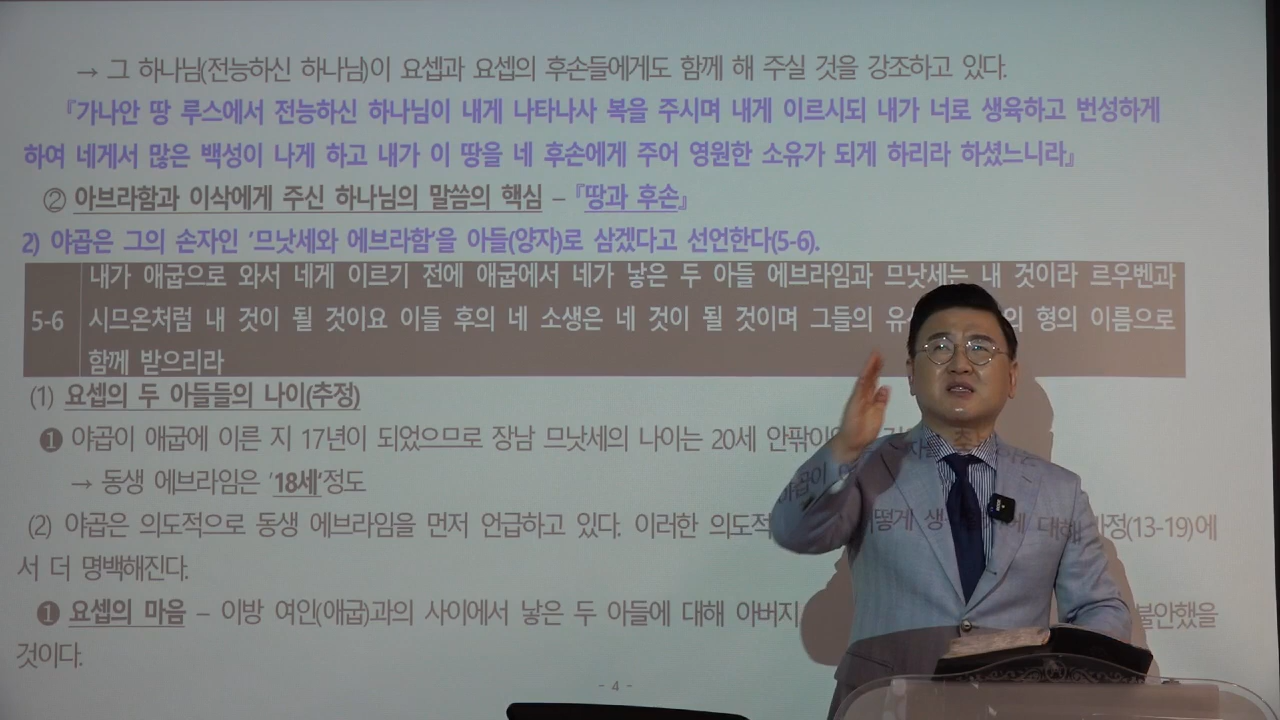 → 그 하나님(전능하신 하나님)이 요셉과 요셉의 후손들에게도 함께 해 주실 것을 강조하고 있다.
『가나안 땅 루스에서 전능하신 하나님이 내게 나타나사 복을 주시며 내게 이르시되 내가 너로 생육하고 번성하게
하여 네게서 많은 백성이 나게 하고 내가 이 땅을 네 후손에게 주어 영원한 소유가 되게 하리라 하셨느니라』
② 아브라함과 이삭에게 주신 하나님의 말씀의 핵심 – 『땅과 후손』
2) 야곱은 그의 손자인 '므낫세와 에브라함'을 아들(양자)로 삼겠다고 선언한다(5-6).
내가 애굽으로 와서 네게 이르기 전에 애굽에서 네가 낳은 두 아들 에브라임과 므낫세는 내 것이라 르우벤과
5-6 시므온처럼 내 것이 될 것이요 이들 후의 네 소생은 네 것이 될 것이며 그들의 형의 이름으로
함께 받으리라
(1) 요셉의 두 아들들의 나이(추정)
❶ 야곱이 애굽에 이른 지 17년이 되었으므로 장남 므낫세의 나이는 20세
→ 동생 에브라임은 '18세'정도
(2) 야곱은 의도적으로 동생 에브라임을 먼저 언급하고 있다. 이러한 대해 과정(13-19)에
서 더 명백해진다.
❶ 요셉의 마음 – 이방 여인(애굽)과의 사이에서 낳은 두 아들에 대해 아버지 불안했을
것이다.
- 4 -